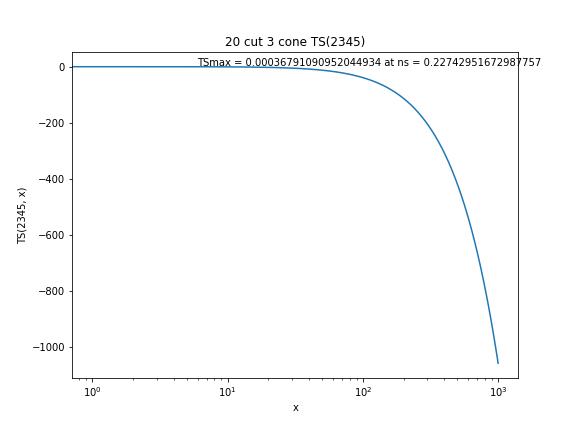 20 cut 3 cone TS(2345)
TSmax = 0.00036791090952044934 at ns = 0.22742951672987757
0
−200
−400
−600
−800
−1000
TS(2345, x)
10⁰
10¹
10²
10³
x